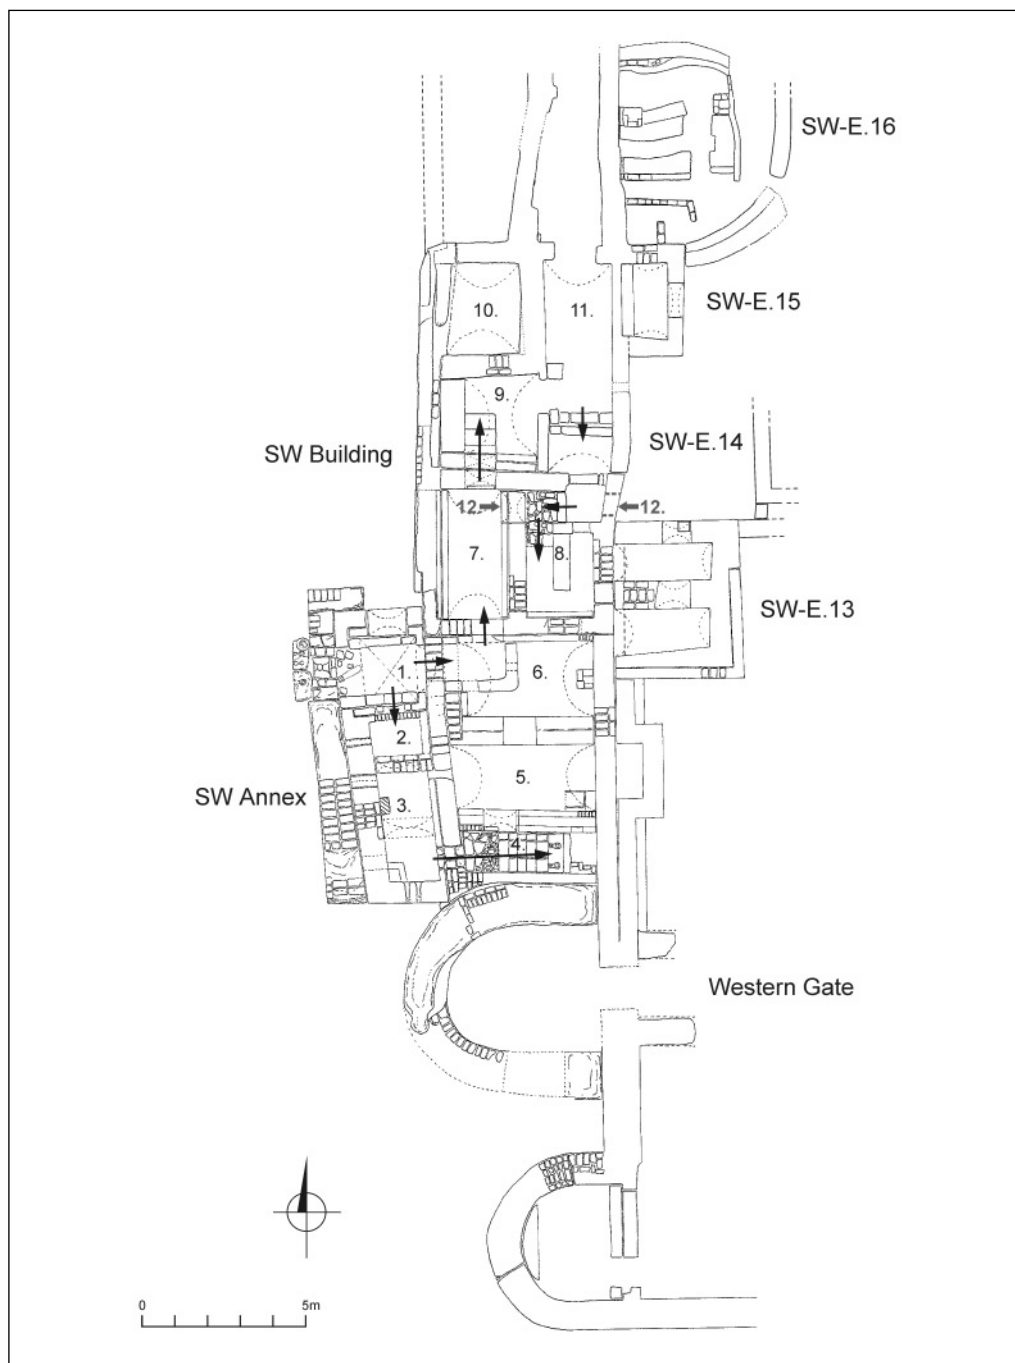 SW-E.16
SW-E.15
10.
11.
9.
SW-E.14
SW Building
12.
12.
7.
8.
SW-E.13
1.
6.
2.
5.
SW Annex
3.
4.
Western Gate
0
5m